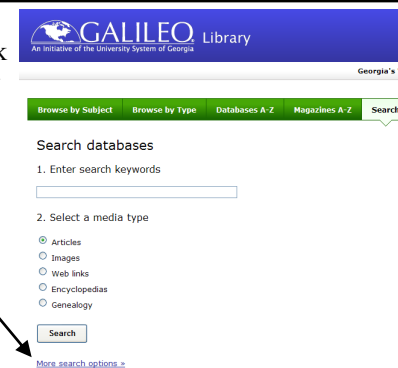 GALILEO Library
An Initiative of the University System of Georgia
k
Georgia's
Browse by Subject Browse by Type Databases A-Z Magazines A-Z Search
Search databases
1. Enter search keywords
2. Select a media type
Articles
Images
Web links
Encyclopedias
Genealogy
Search
More search options »